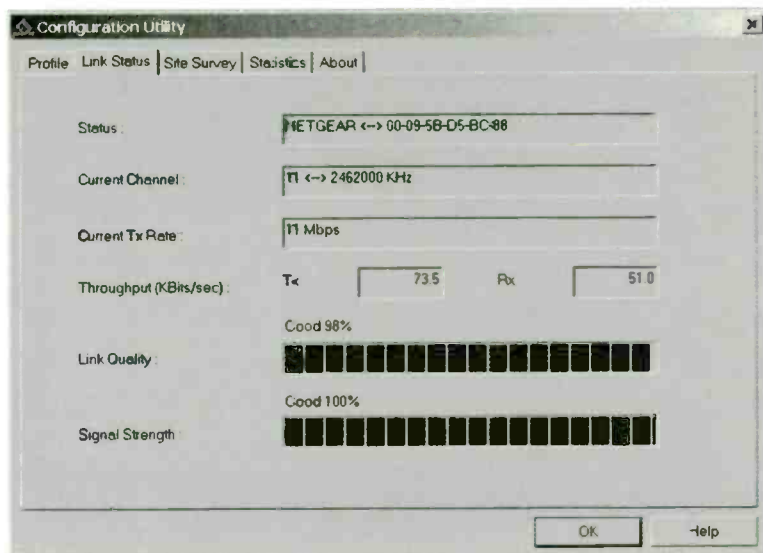 Configuration Utility
Profile Link Status Site Survey Statistics About
Status : NETGEAR <--> 00-09-5B-D5-BC-88
Current Channel : 11 <--> 2462000 KHz
Current Tx Rate : 11 Mbps
Throughput (KBits/sec) : Tx 73.5 Rx 51.0
Good 98%
Link Quality :
Good 100%
Signal Strength :
OK Help